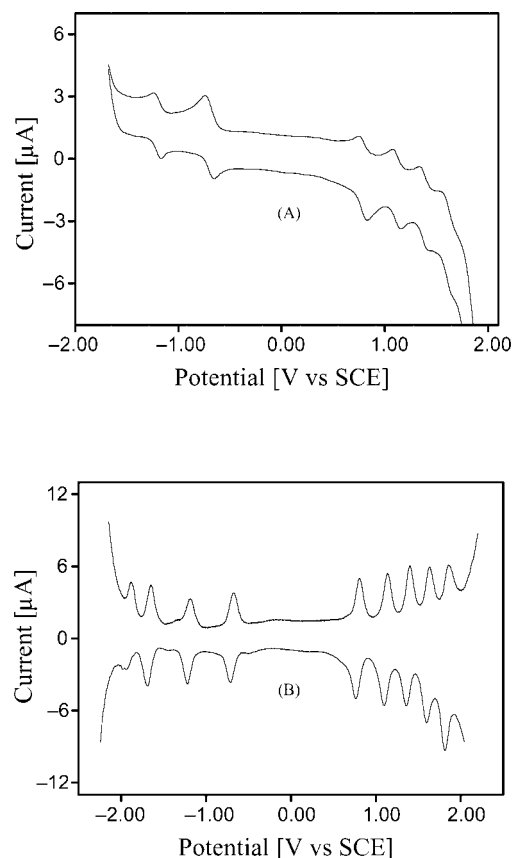 6
3
0
−3
−6
Current [µA]
(A)
−2.00 −1.00 0.00 1.00 2.00
Potential [V vs SCE]
12
6
0
−6
−12
Current [µA]
(B)
−2.00 −1.00 0.00 1.00 2.00
Potential [V vs SCE]